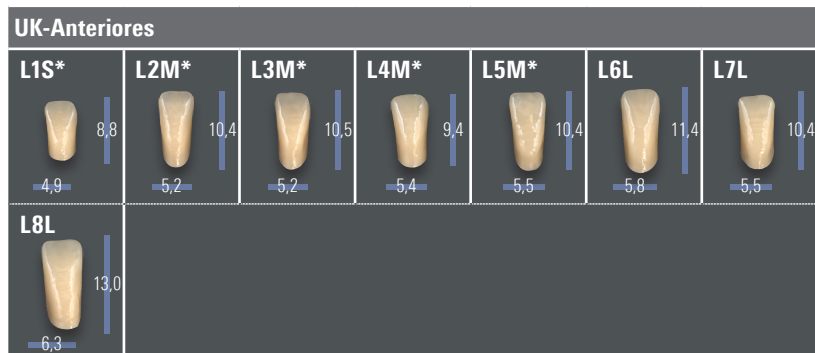 UK-Anteriores
L1S* L2M* L3M* L4M* L5M* L6L L7L
8,8 10,4 10,5 9,4 10,4 11,4 10,4
4,9 5,2 5,2 5,4 5,5 5,8 5,5
L8L
13,0
6,3